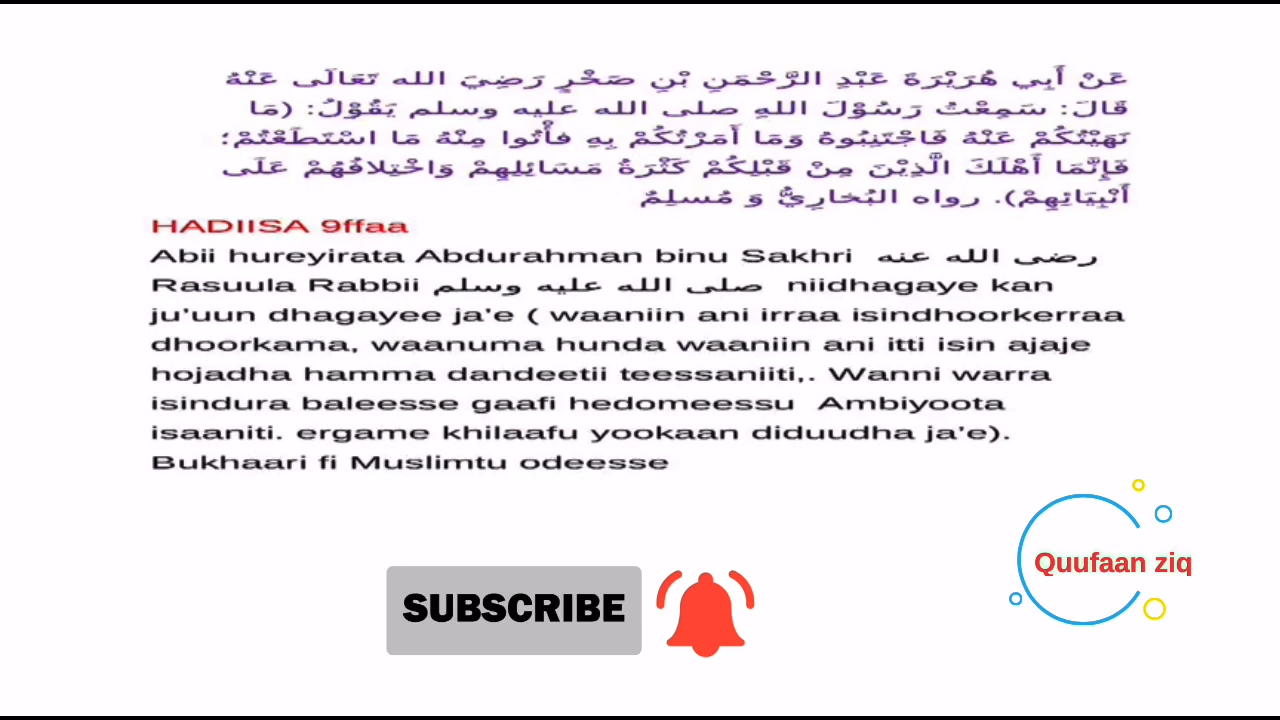 عَنْ أَبِي هُرَيْرَةَ عَبْدِ الرَّحْمَنِ بْنِ صَخْرٍ رَضِيَ الله تَعَالَى عَنْهُ
قَالَ: سَمِعْتُ رَسُوْلَ اللهِ صلى الله عليه وسلم يَقُوْلُ: (مَا
نَهَيْتُكُمْ عَنْهُ فَاجْتَنِبُوهُ وَمَا أَمَرْتُكُمْ بِهِ فأْتُوا مِنْهُ مَا اسْتَطَعْتُمْ؛
فَإِنَّمَا أَهْلَكَ الَّذِيْنَ مِنْ قَبْلِكُمْ كَثْرَةُ مَسَائِلِهِمْ وَاخْتِلافُهُمْ عَلَى
أَنْبِيَائِهِمْ). رواه البُخارِيُّ وَ مُسلِمٌ
HADIISA 9ffaa
Abii hureyirata Abdurahman binu Sakhri رضى الله عنه
Rasuula Rabbii صلى الله عليه وسلم niidhagaye kan
ju'uun dhagayee ja'e ( waaniin ani irraa isindhoorkerraa
dhoorkama, waanuma hunda waaniin ani itti isin ajaje
hojadha hamma dandeetii teessaniiti,. Wanni warra
isindura baleesse gaafi hedomeessu Ambiyoota
isaaniti. ergame khilaafu yookaan diduudha ja'e).
Bukhaari fi Muslimtu odeesse
Quufaan ziq
SUBSCRIBE